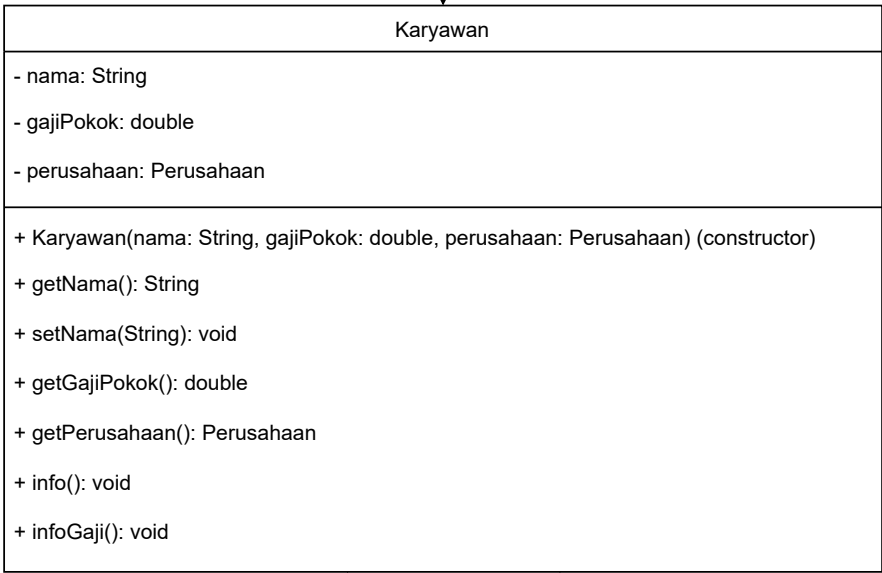 Karyawan
- nama: String
- gajiPokok: double
- perusahaan: Perusahaan
+ Karyawan(nama: String, gajiPokok: double, perusahaan: Perusahaan) (constructor)
+ getNama(): String
+ setNama(String): void
+ getGajiPokok(): double
+ getPerusahaan(): Perusahaan
+ info(): void
+ infoGaji(): void